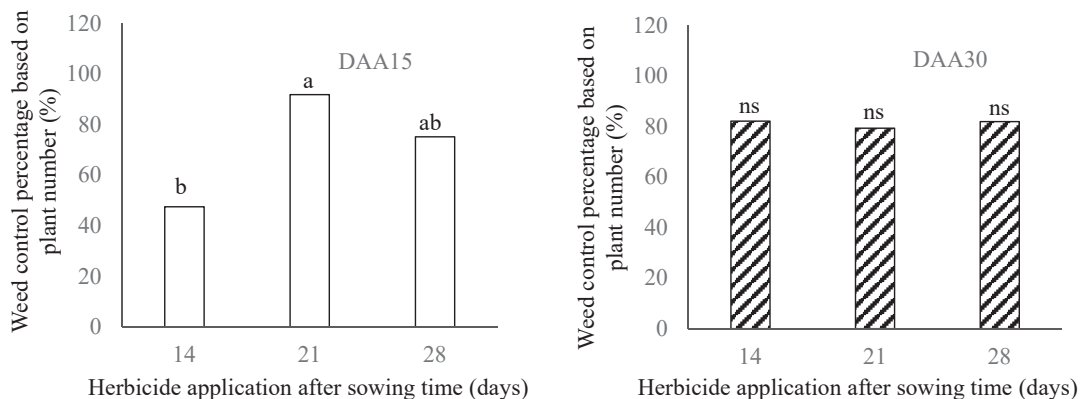 Weed control percentage based on
plant number (%)
120
100
80
60
40
20
0
DAA15
b
a
ab
14 21 28
Herbicide application after sowing time (days)
Weed control percentage based on
plant number (%)
120
100
80
60
40
20
0
DAA30
ns ns ns
14 21 28
Herbicide application after sowing time (days)